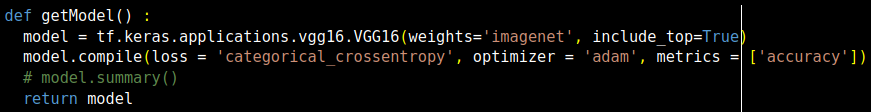 def getModel() :
  model = tf.keras.applications.vgg16.VGG16(weights='imagenet', include_top=True)
  model.compile(loss = 'categorical_crossentropy', optimizer = 'adam', metrics = ['accuracy'])
  # model.summary()
  return model